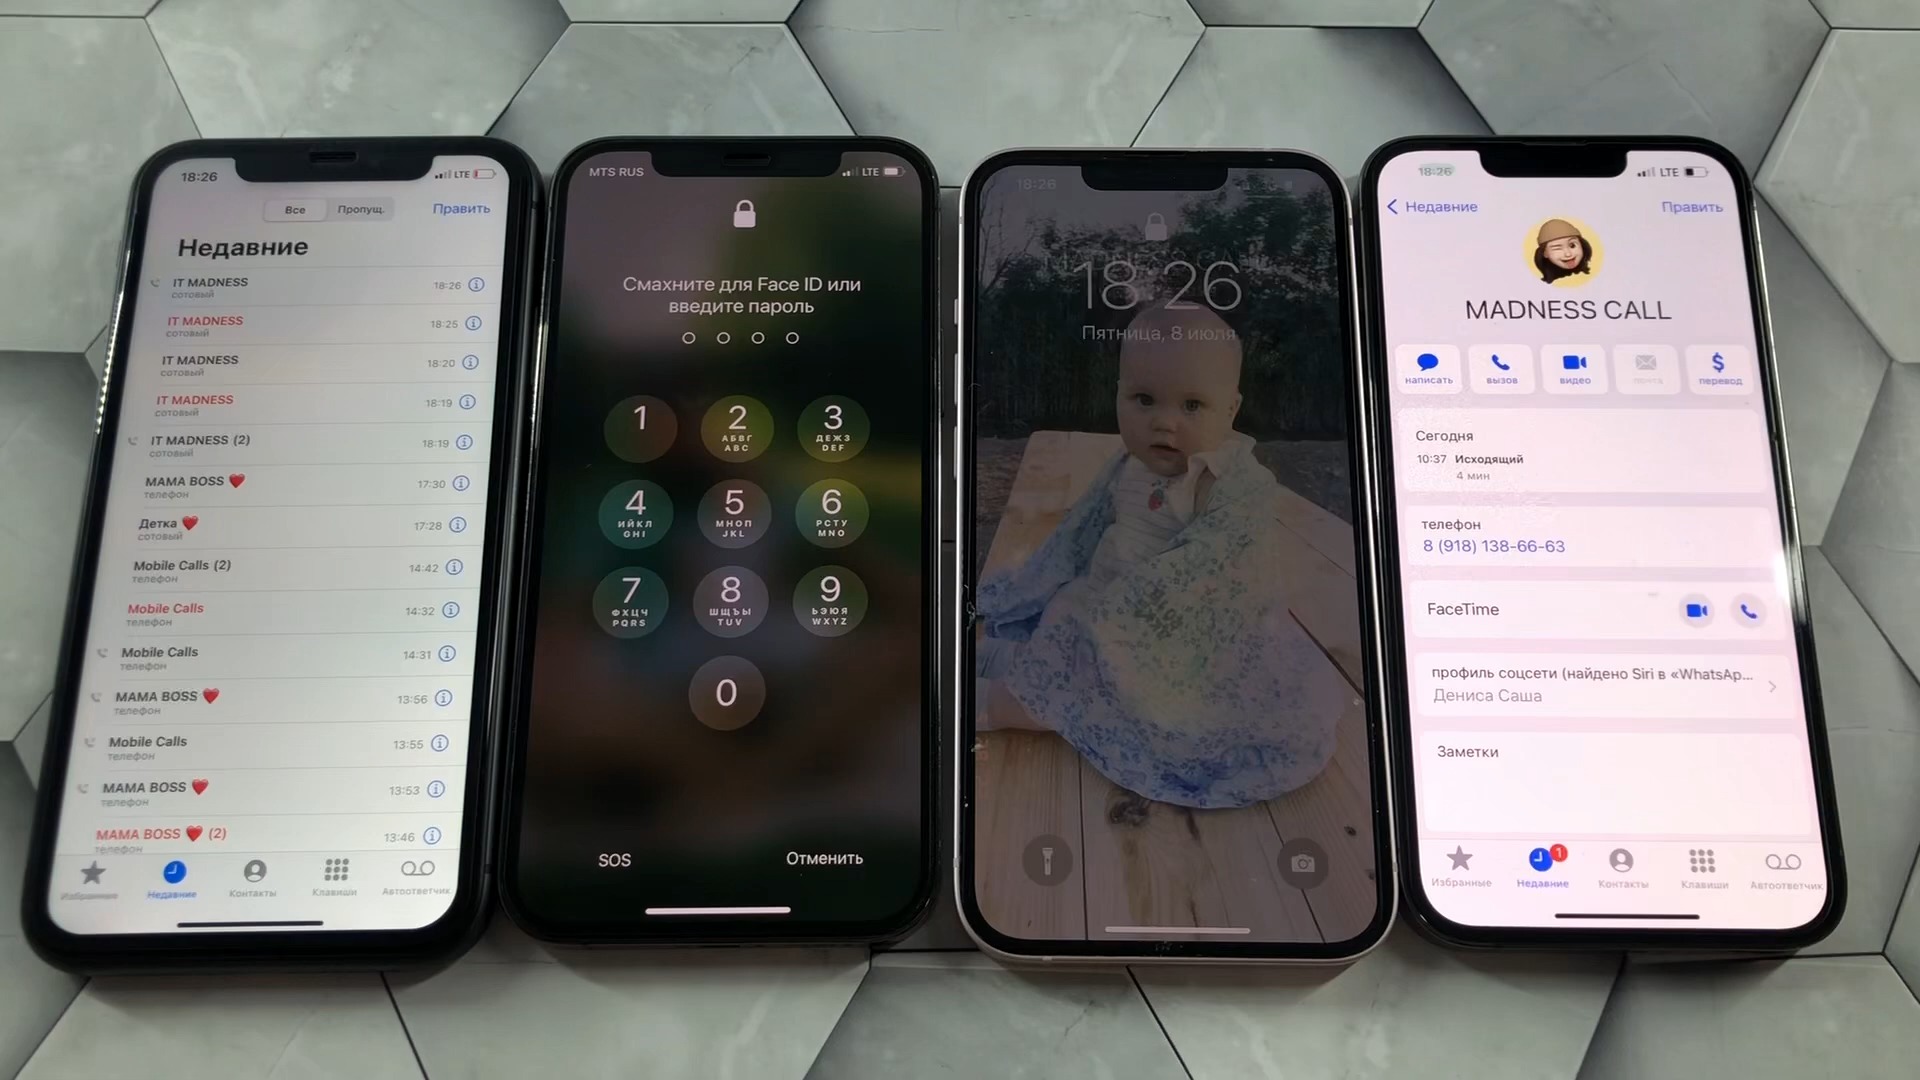 18:26
LTE
Все
Пропущ.
Править
Недавние
IT MADNESS
сотовый
18:26
IT MADNESS
сотовый
18:25
IT MADNESS
сотовый
18:20
IT MADNESS
сотовый
18:19
IT MADNESS (2)
сотовый
18:19
MAMA BOSS ❤️
телефон
17:30
Детка ❤️
сотовый
17:28
Mobile Calls (2)
телефон
14:42
Mobile Calls
телефон
14:32
Mobile Calls
телефон
14:31
MAMA BOSS ❤️
телефон
13:56
Mobile Calls
телефон
13:55
MAMA BOSS ❤️
телефон
13:53
MAMA BOSS ❤️ (2)
телефон
13:46
Избранные
Недавние
Контакты
Клавиши
Автоответчик
MTS RUS
LTE
Смахните для Face ID или
введите пароль
1
2
АБВГ
ABC
3
ДЕЖЗ
DEF
4
ИЙКЛ
GHI
5
МНОП
JKL
6
РСТУ
MNO
7
ФХЦЧ
PQRS
8
ШЩЪЫ
TUV
9
ЬЭЮЯ
WXYZ
0
SOS
Отменить
18:26
18:26
Пятница, 8 июля
18:26
LTE
Недавние
Править
MADNESS CALL
написать
вызов
видео
почта
перевод
Сегодня
10:37 Исходящий
4 мин
телефон
8 (918) 138-66-63
FaceTime
профиль соцсети (найдено Siri в «WhatsAp...
Дениса Саша
Заметки
1
Избранные
Недавние
Контакты
Клавиши
Автоответчик